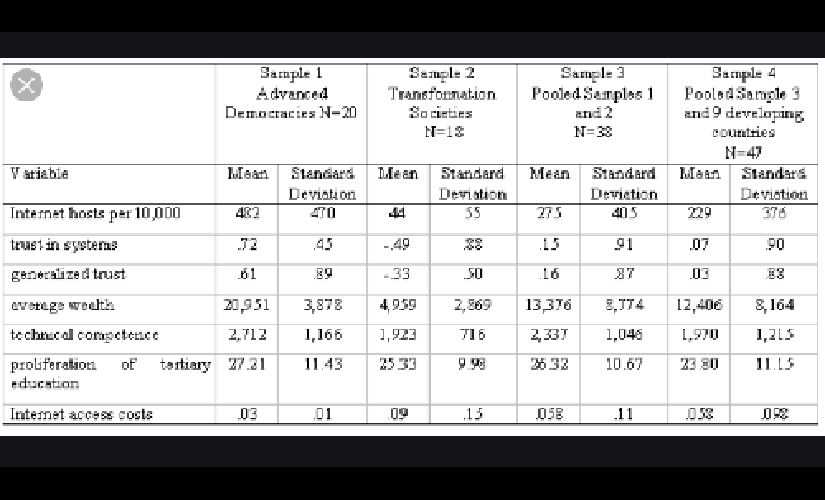 Sample 1 Advanced Democracies N=20 Sample 2 Transformation Societies N=18 Sample 3 Pooled Samples 1 and 2 N=38 Sample 4 Pooled Sample 3 and 9 developing countries N=47
Variable Mean Standard Deviation Mean Standard Deviation Mean Standard Deviation Mean Standard Deviation
Internet hosts per 10,000 482 470 44 55 275 405 229 376
trust in systems .72 .45 -.49 .88 .15 .91 .07 .90
generalized trust .61 .89 -.33 .50 .16 .87 .03 .88
average wealth 20,951 3,878 4,959 2,869 13,376 8,774 12,406 8,164
technical competence 2,712 1,166 1,923 716 2,337 1,046 1,970 1,215
proliferation of tertiary education 27.21 11.43 25.33 9.98 26.32 10.67 23.80 11.15
Internet access costs .03 .01 .09 .15 .058 .11 .058 .098